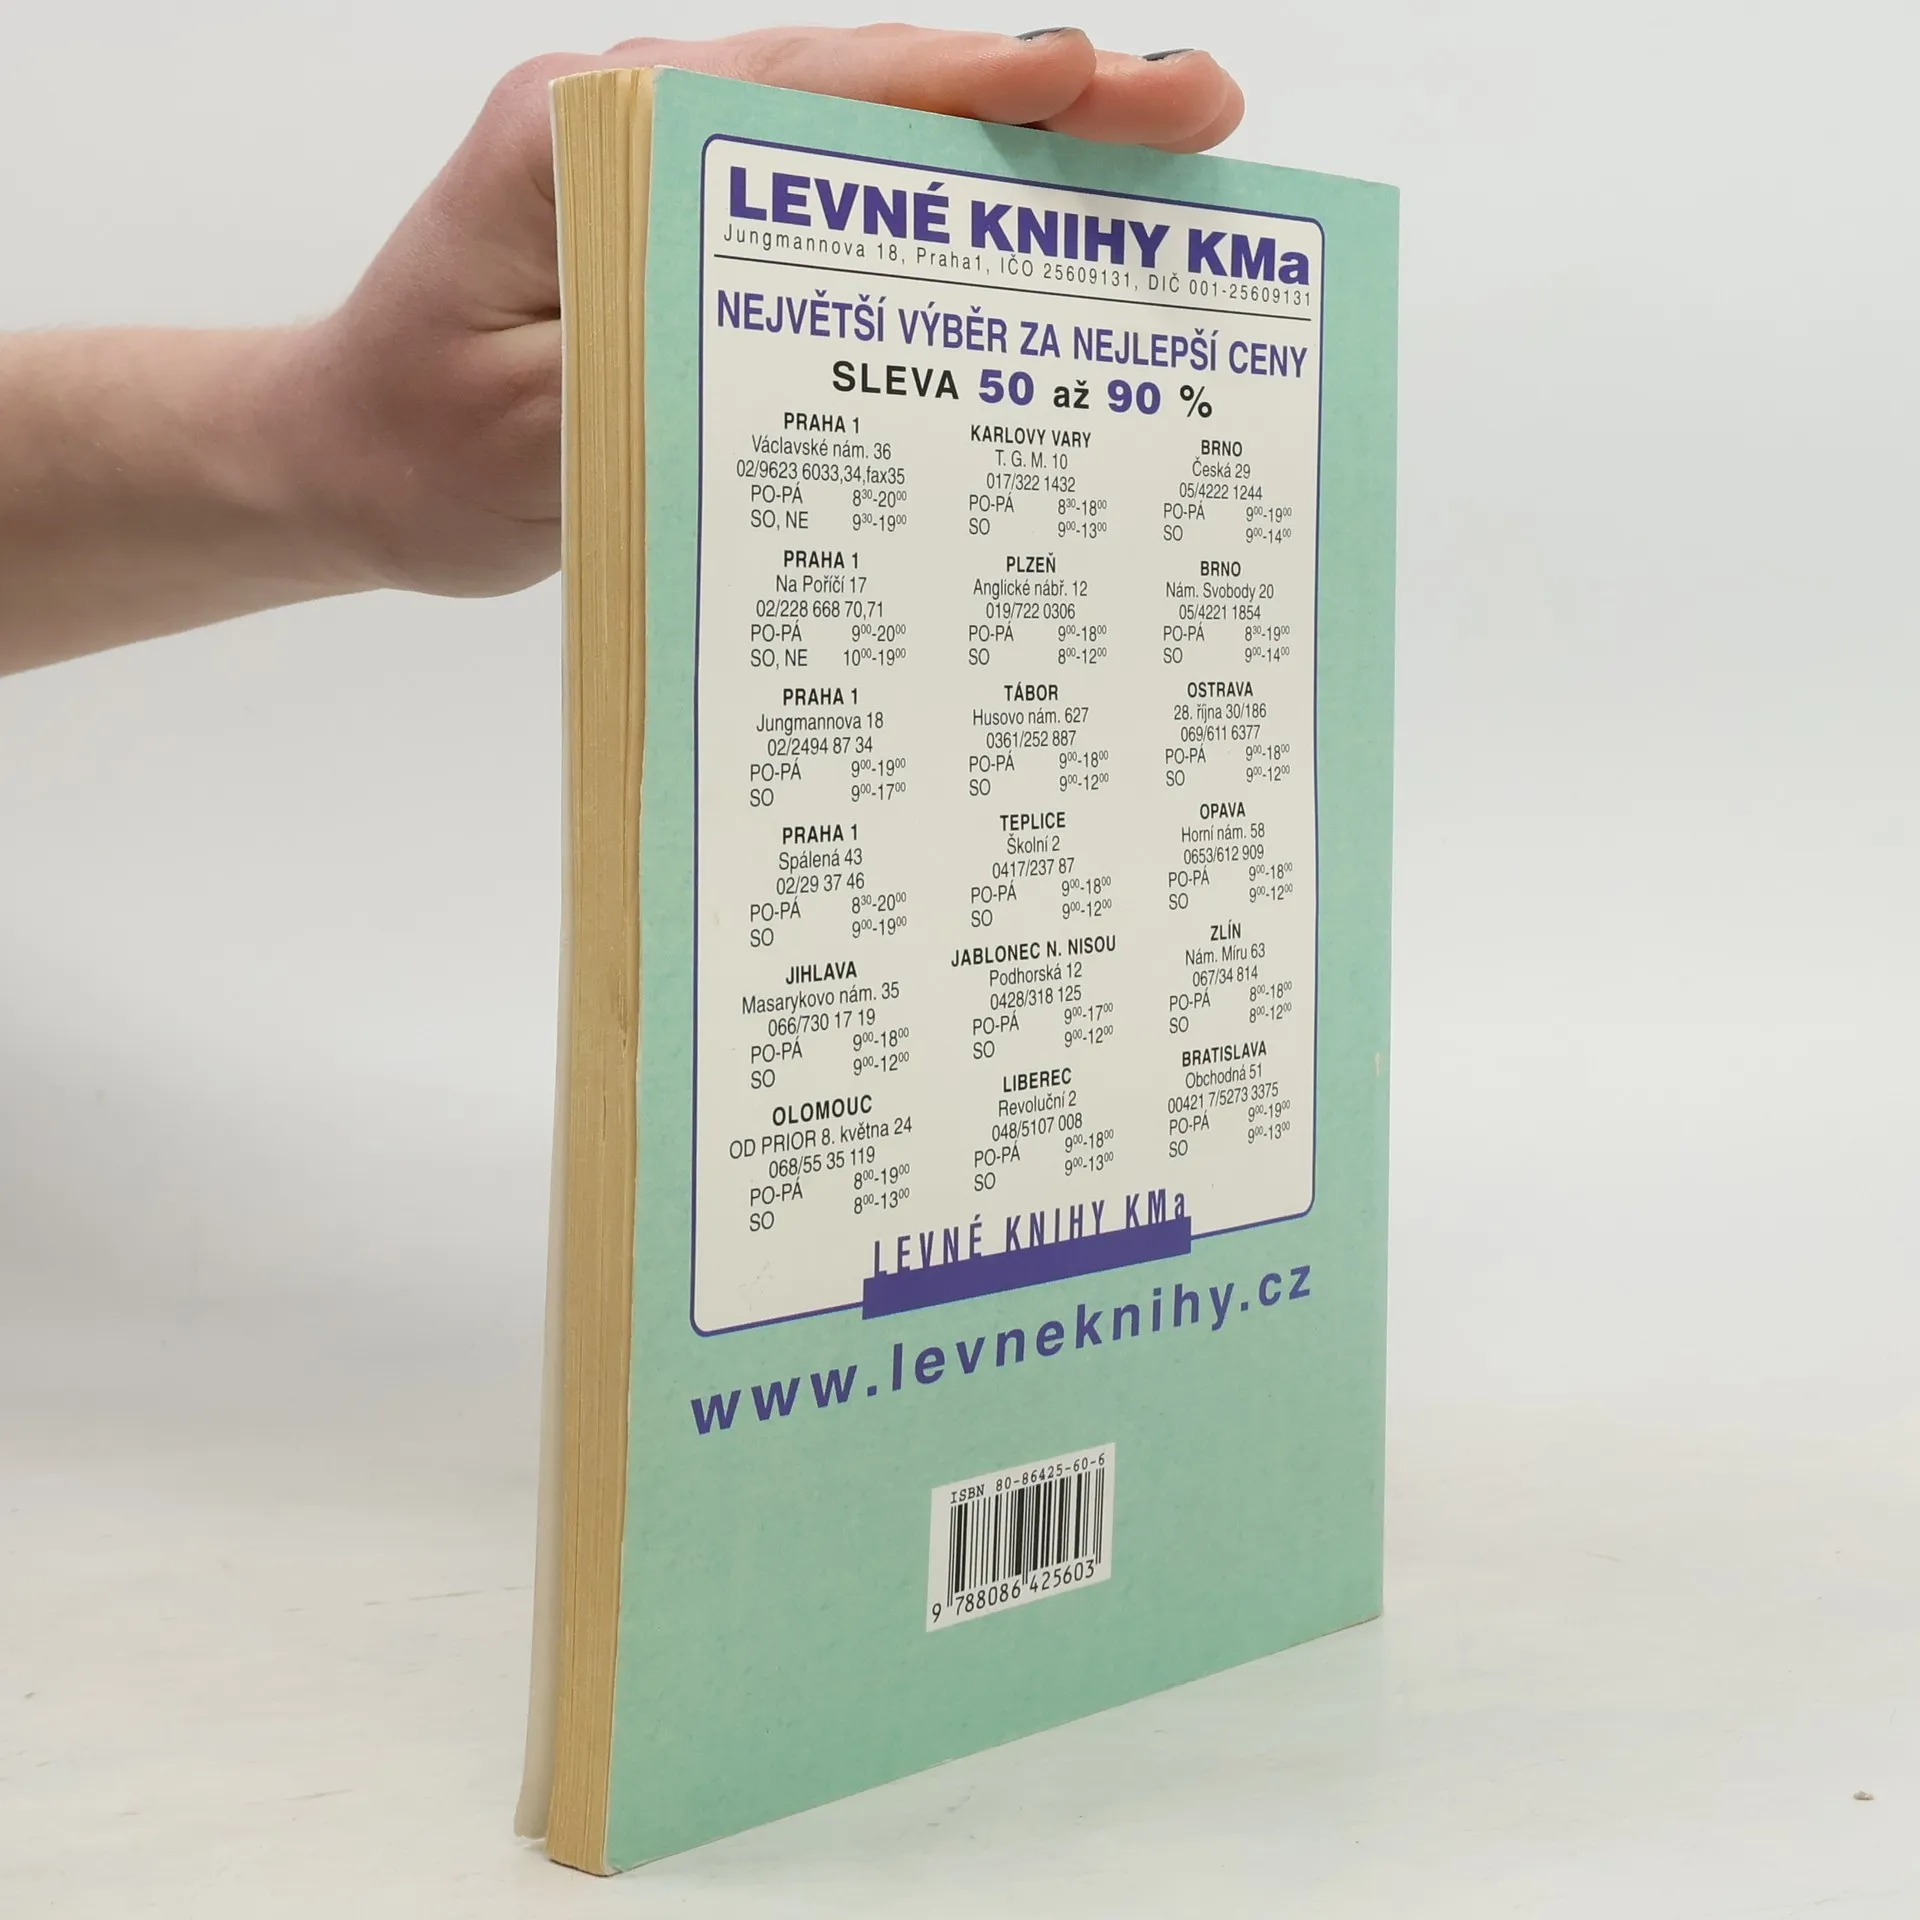 LEVNÉ KNIHY KMa
Jungmannova 18, Praha1, IČO 25609131, DIČ 001-25609131
NEJVĚTŠÍ VÝBĚR ZA NEJLEPŠÍ CENY
SLEVA 50 až 90 %
PRAHA 1
Václavské nám. 36
02/9623 6033,34,fax35
PO-PÁ 8³⁰-20⁰⁰
SO, NE 9³⁰-19⁰⁰
PRAHA 1
Na Poříčí 17
02/228 668 70,71
PO-PÁ 9⁰⁰-20⁰⁰
SO, NE 10⁰⁰-19⁰⁰
PRAHA 1
Jungmannova 18
02/2494 87 34
PO-PÁ 9⁰⁰-19⁰⁰
SO 9⁰⁰-17⁰⁰
PRAHA 1
Spálená 43
02/29 37 46
PO-PÁ 8³⁰-20⁰⁰
SO 9⁰⁰-19⁰⁰
JIHLAVA
Masarykovo nám. 35
066/730 17 19
PO-PÁ 9⁰⁰-18⁰⁰
SO 9⁰⁰-12⁰⁰
OLOMOUC
OD PRIOR 8. května 24
068/55 35 119
PO-PÁ 8⁰⁰-19⁰⁰
SO 8⁰⁰-13⁰⁰
KARLOVY VARY
T. G. M. 10
017/322 1432
PO-PÁ 8³⁰-18⁰⁰
SO 9⁰⁰-13⁰⁰
PLZEŇ
Anglické nábř. 12
019/722 0306
PO-PÁ 9⁰⁰-18⁰⁰
SO 8⁰⁰-12⁰⁰
TÁBOR
Husovo nám. 627
0361/252 887
PO-PÁ 9⁰⁰-18⁰⁰
SO 9⁰⁰-12⁰⁰
TEPLICE
Školní 2
0417/237 87
PO-PÁ 9⁰⁰-18⁰⁰
SO 9⁰⁰-12⁰⁰
JABLONEC N. NISOU
Podhorská 12
0428/318 125
PO-PÁ 9⁰⁰-17⁰⁰
SO 9⁰⁰-12⁰⁰
LIBEREC
Revoluční 2
048/5107 008
PO-PÁ 9⁰⁰-18⁰⁰
SO 9⁰⁰-13⁰⁰
BRNO
Česká 29
05/4222 1244
PO-PÁ 9⁰⁰-19⁰⁰
SO 9⁰⁰-14⁰⁰
BRNO
Nám. Svobody 20
05/4221 1854
PO-PÁ 8³⁰-19⁰⁰
SO 9⁰⁰-14⁰⁰
OSTRAVA
28. října 30/186
069/611 6377
PO-PÁ 9⁰⁰-18⁰⁰
SO 9⁰⁰-12⁰⁰
OPAVA
Horní nám. 58
0653/612 909
PO-PÁ 9⁰⁰-18⁰⁰
SO 9⁰⁰-12⁰⁰
ZLÍN
Nám. Míru 63
067/34 814
PO-PÁ 8⁰⁰-18⁰⁰
SO 8⁰⁰-12⁰⁰
BRATISLAVA
Obchodná 51
00421 7/5273 3375
PO-PÁ 9⁰⁰-19⁰⁰
SO 9⁰⁰-13⁰⁰
LEVNÉ KNIHY KMa
www.levneknihy.cz
ISBN 80-86425-60-6
9 788086 425603